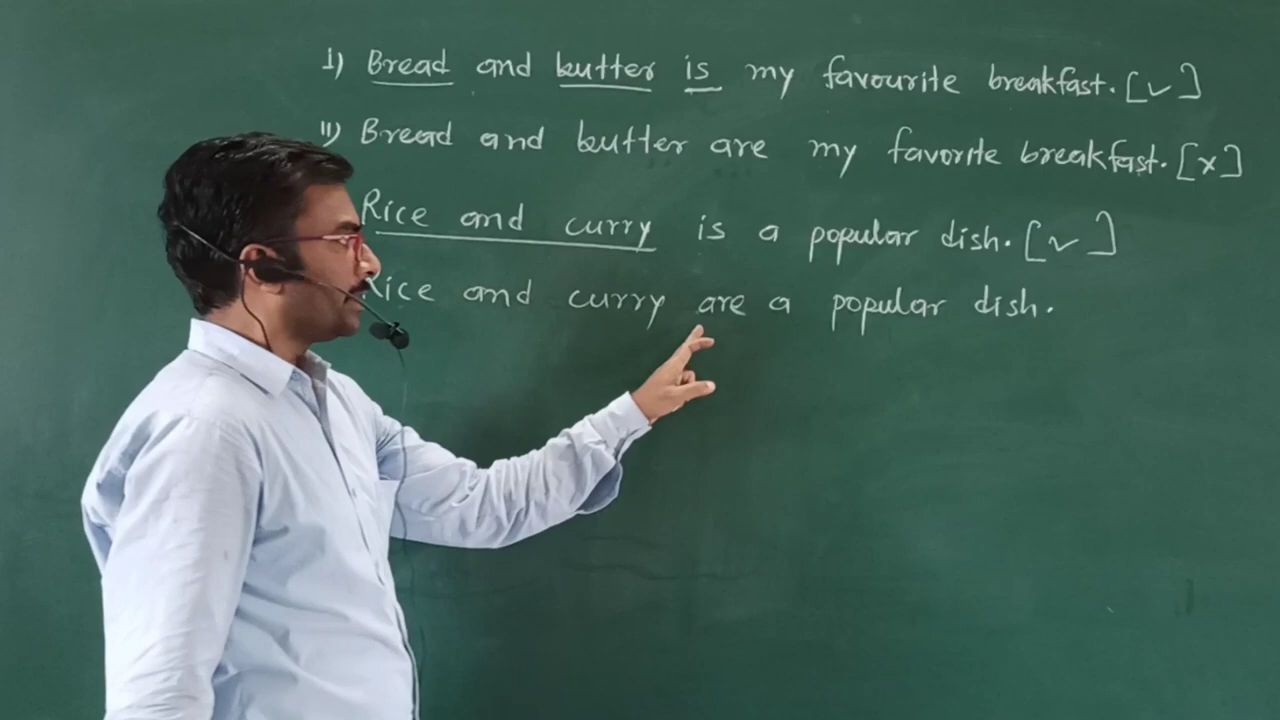 I) Bread and butter is my favourite breakfast. [✓]
II) Bread and butter are my favorite breakfast. [x]
Rice and curry is a popular dish. [✓]
Rice and curry are a popular dish.